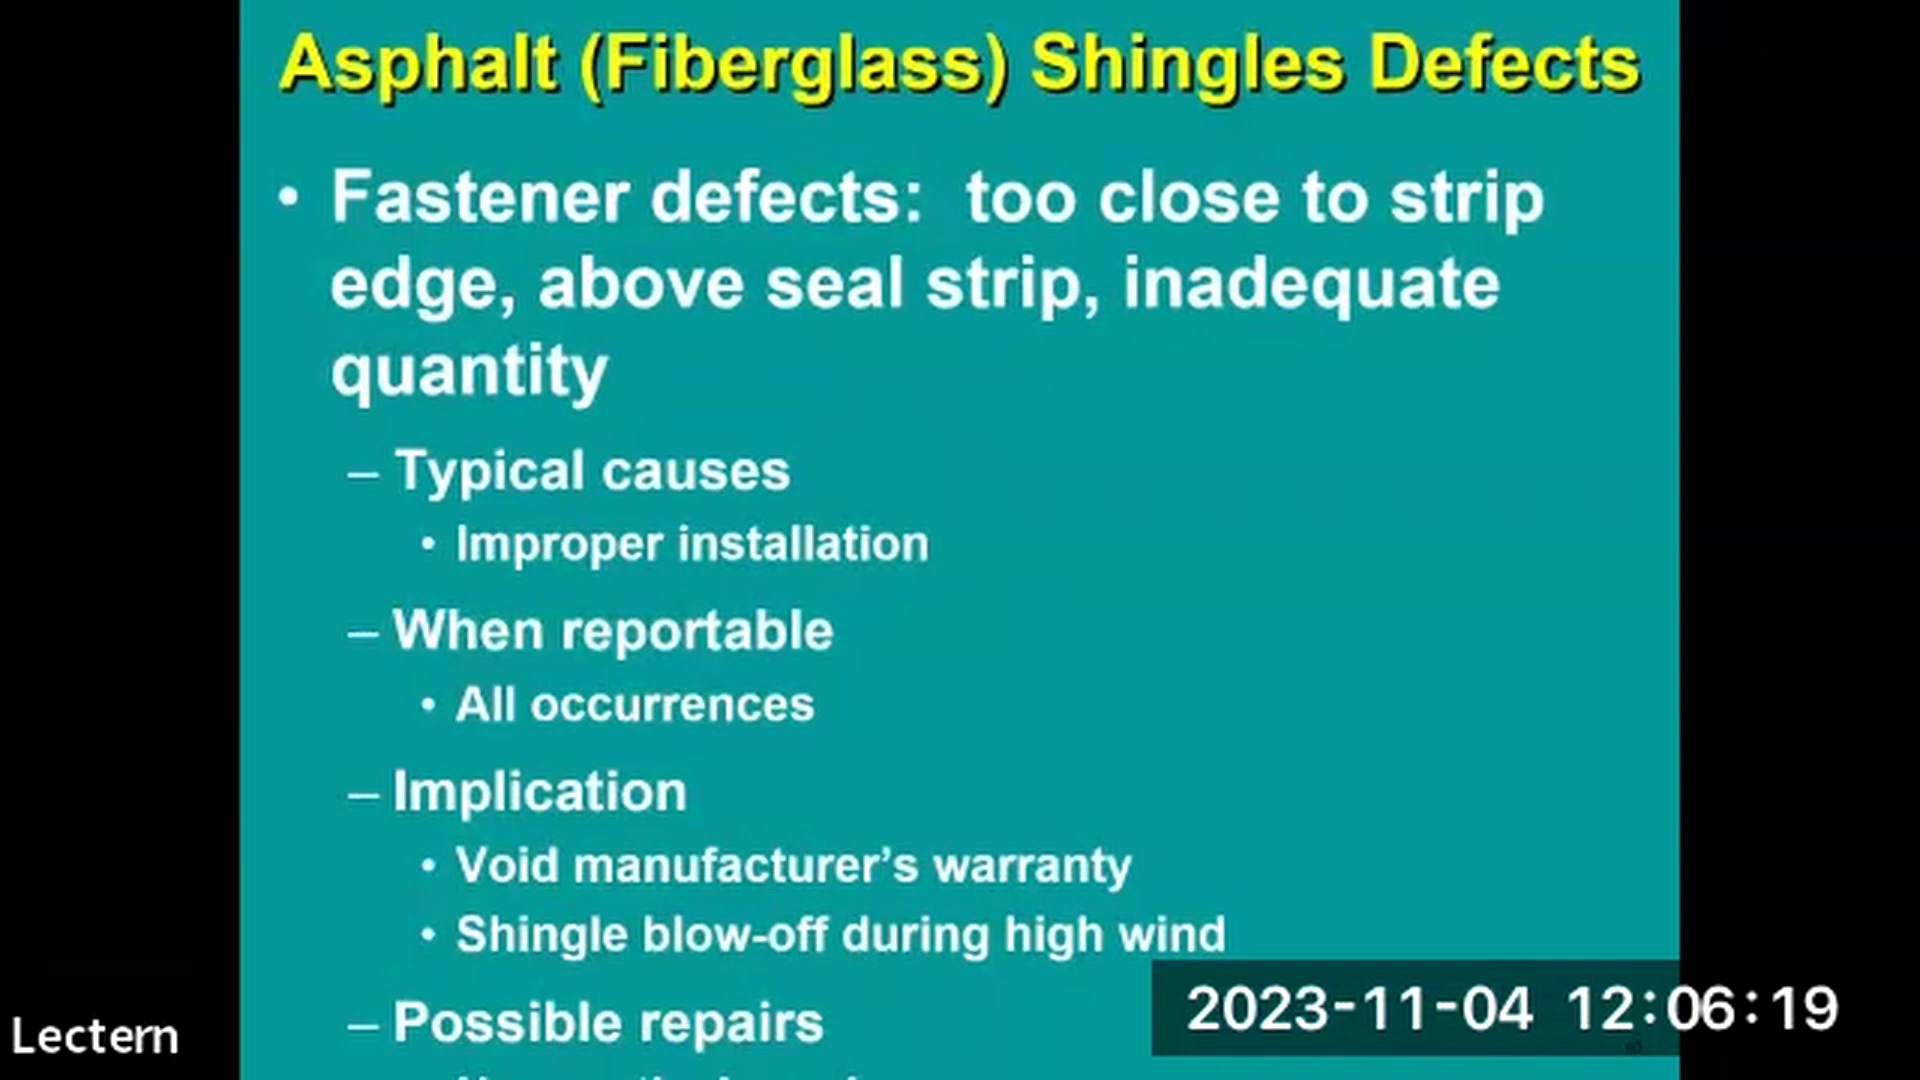 Asphalt (Fiberglass) Shingles Defects
• Fastener defects:  too close to strip
edge, above seal strip, inadequate
quantity
– Typical causes
• Improper installation
– When reportable
• All occurrences
– Implication
• Void manufacturer’s warranty
• Shingle blow-off during high wind
– Possible repairs
2023-11-04 12:06:19
Lectern